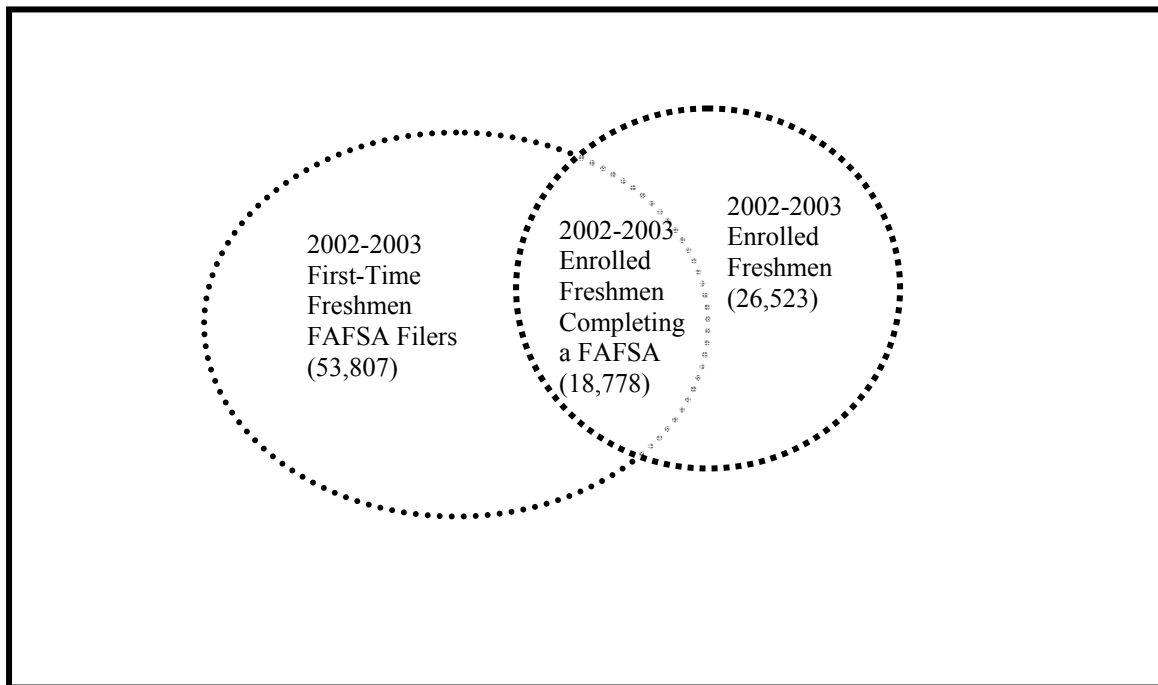 2002-2003
First-Time
Freshmen
FAFSA Filers
(53,807)
2002-2003
Enrolled
Freshmen
Completing
a FAFSA
(18,778)
2002-2003
Enrolled
Freshmen
(26,523)